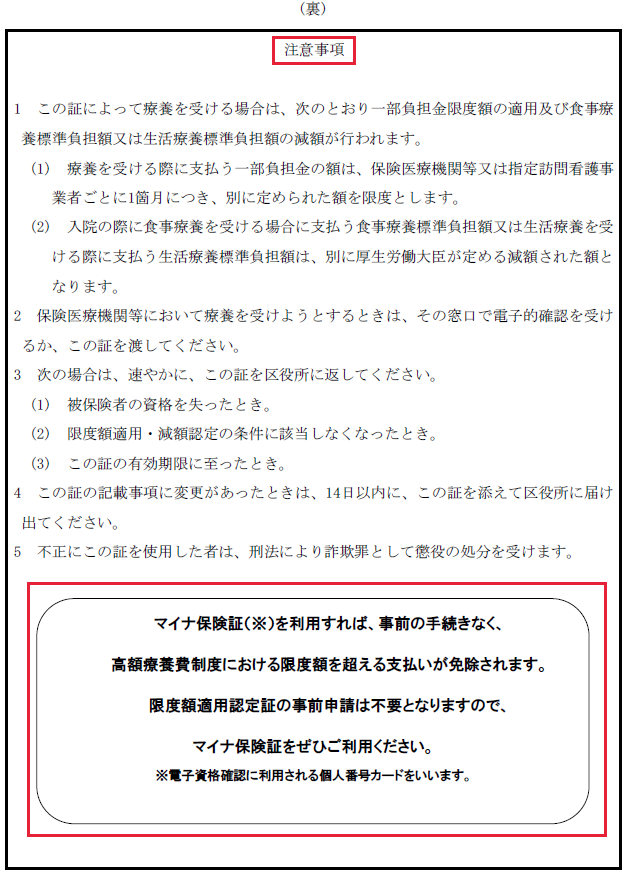 （裏）
注意事項
1　この証によって療養を受ける場合は、次のとおり一部負担金限度額の適用及び食事療
養標準負担額又は生活療養標準負担額の減額が行われます。
(1)　療養を受ける際に支払う一部負担金の額は、保険医療機関等又は指定訪問看護事
業者ごとに1箇月につき、別に定められた額を限度とします。
(2)　入院の際に食事療養を受ける場合に支払う食事療養標準負担額又は生活療養を受
ける際に支払う生活療養標準負担額は、別に厚生労働大臣が定める減額された額と
なります。
2　保険医療機関等において療養を受けようとするときは、その窓口で電子的確認を受け
るか、この証を渡してください。
3　次の場合は、速やかに、この証を区役所に返してください。
(1)　被保険者の資格を失ったとき。
(2)　限度額適用・減額認定の条件に該当しなくなったとき。
(3)　この証の有効期限に至ったとき。
4　この証の記載事項に変更があったときは、14日以内に、この証を添えて区役所に届け
出てください。
5　不正にこの証を使用した者は、刑法により詐欺罪として懲役の処分を受けます。
マイナ保険証（※）を利用すれば、事前の手続きなく、
高額療養費制度における限度額を超える支払いが免除されます。
限度額適用認定証の事前申請は不要となりますので、
マイナ保険証をぜひご利用ください。
※電子資格確認に利用される個人番号カードをいいます。